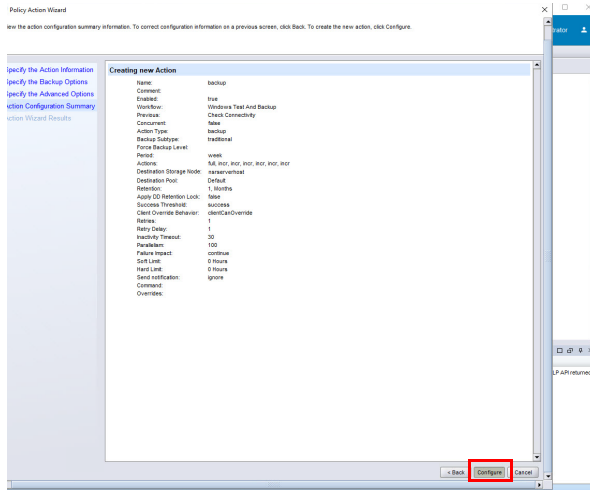 Policy Action Wizard
iew the action configuration summary information. To correct configuration information on a previous screen, click Back. To create the new action, click Configure.
trator
Specify the Action Information
Specify the Backup Options
Specify the Advanced Options
Action Configuration Summary
Action Wizard Results
Creating new Action
Name: backup
Comment:
Enabled: true
Workflow: Windows Test And Backup
Previous: Check Connectivity
Concurrent: false
Action Type: backup
Backup Subtype: traditional
Force Backup Level:
Period: week
Actions: full, incr, incr, incr, incr, incr, incr
Destination Storage Node: nsrserverhost
Destination Pool: Default
Retention: 1, Months
Apply DD Retention Lock: false
Success Threshold: success
Client Override Behavior: clientCanOverride
Retries: 1
Retry Delay: 1
Inactivity Timeout: 30
Parallelism: 100
Failure Impact: continue
Soft Limit: 0 Hours
Hard Limit: 0 Hours
Send notification: ignore
Command:
Overrides:
LP API returned
< Back Configure Cancel